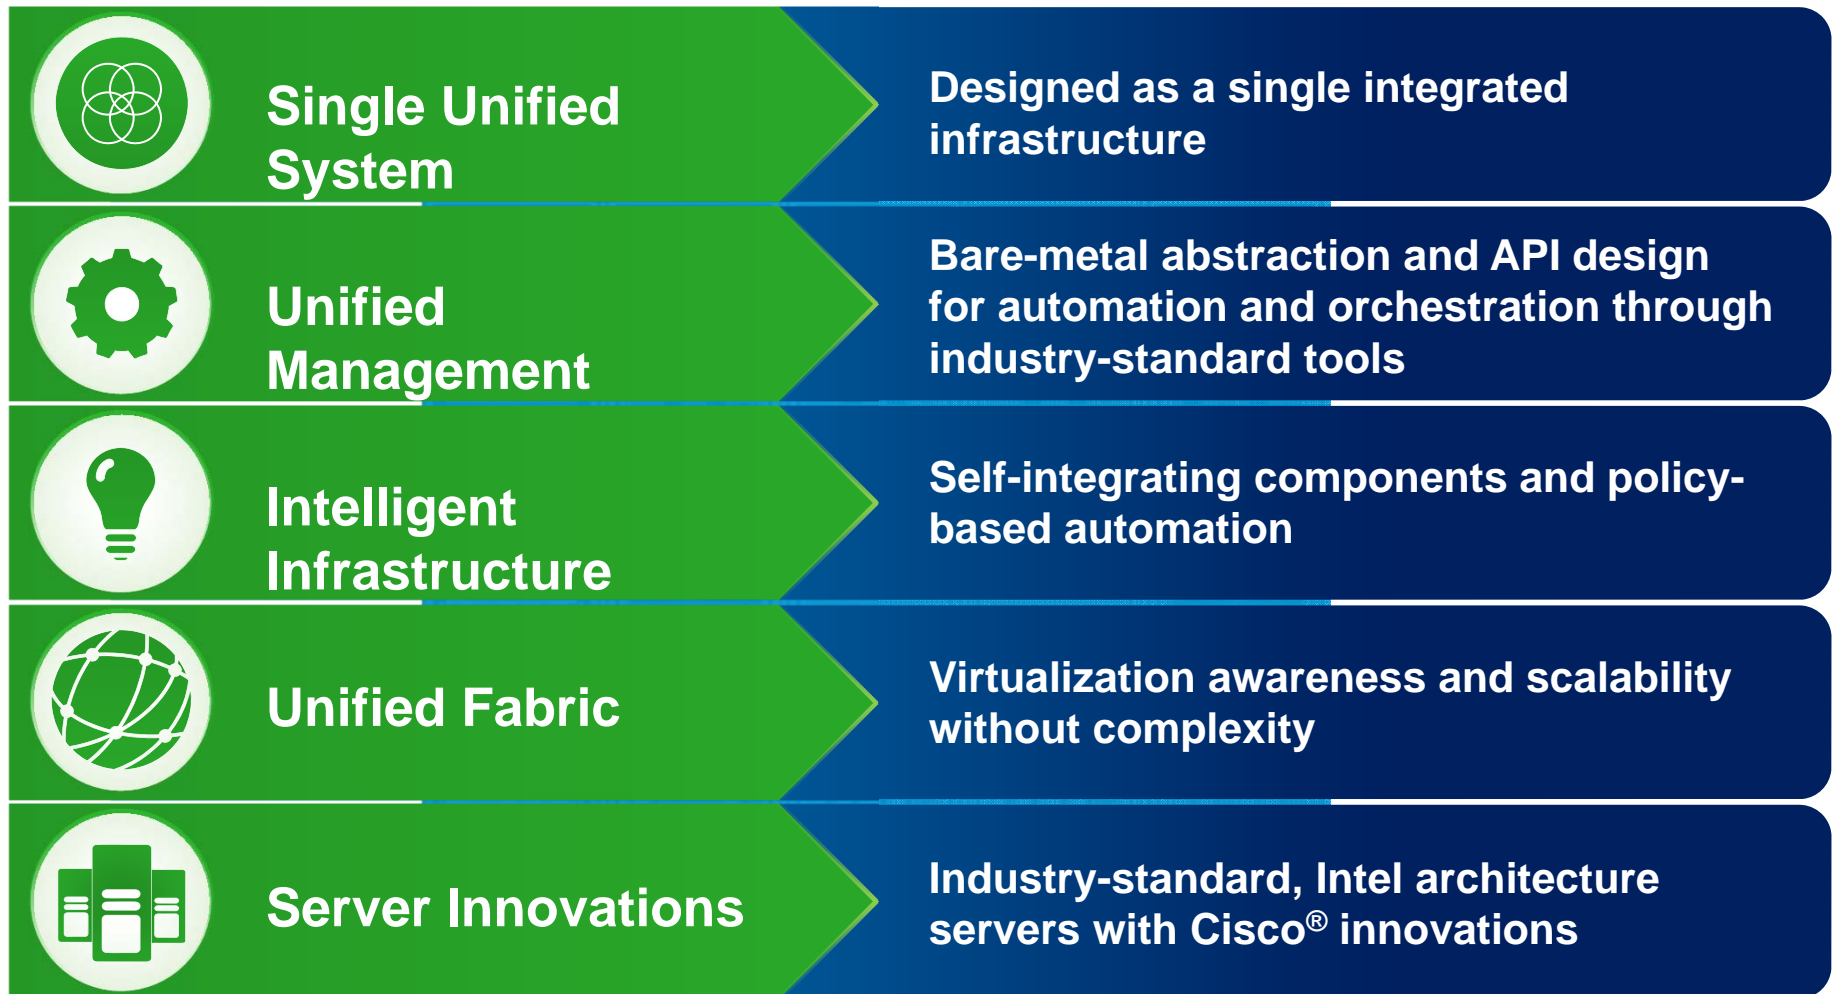 Single Unified
System
Designed as a single integrated
infrastructure
Unified
Management
Bare-metal abstraction and API design
for automation and orchestration through
industry-standard tools
Intelligent
Infrastructure
Self-integrating components and policy-
based automation
Unified Fabric
Virtualization awareness and scalability
without complexity
Server Innovations
Industry-standard, Intel architecture
servers with Cisco® innovations